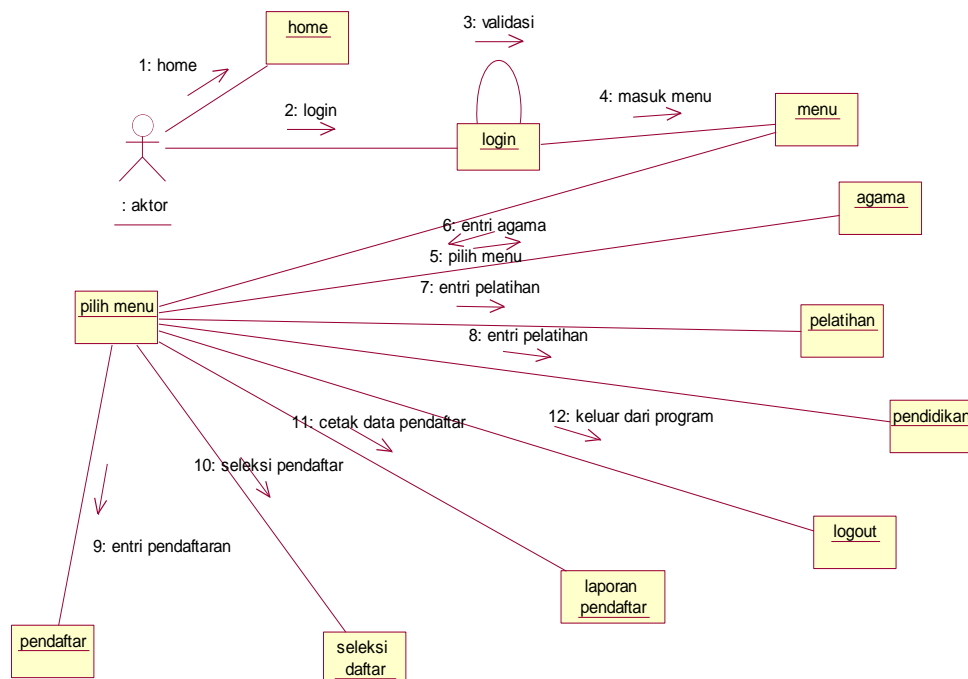 3: validasi
home
1: home
4: masuk menu
2: login
menu
login
agama
: aktor
6: entri agama
5: pilih menu
7: entri pelatihan
pilih menu
pelatihan
8: entri pelatihan
pendidikan
12: keluar dari program
11: cetak data pendaftar
10: seleksi pendaftar
logout
9: entri pendaftaran
laporan
pendaftar
pendaftar
seleksi
daftar